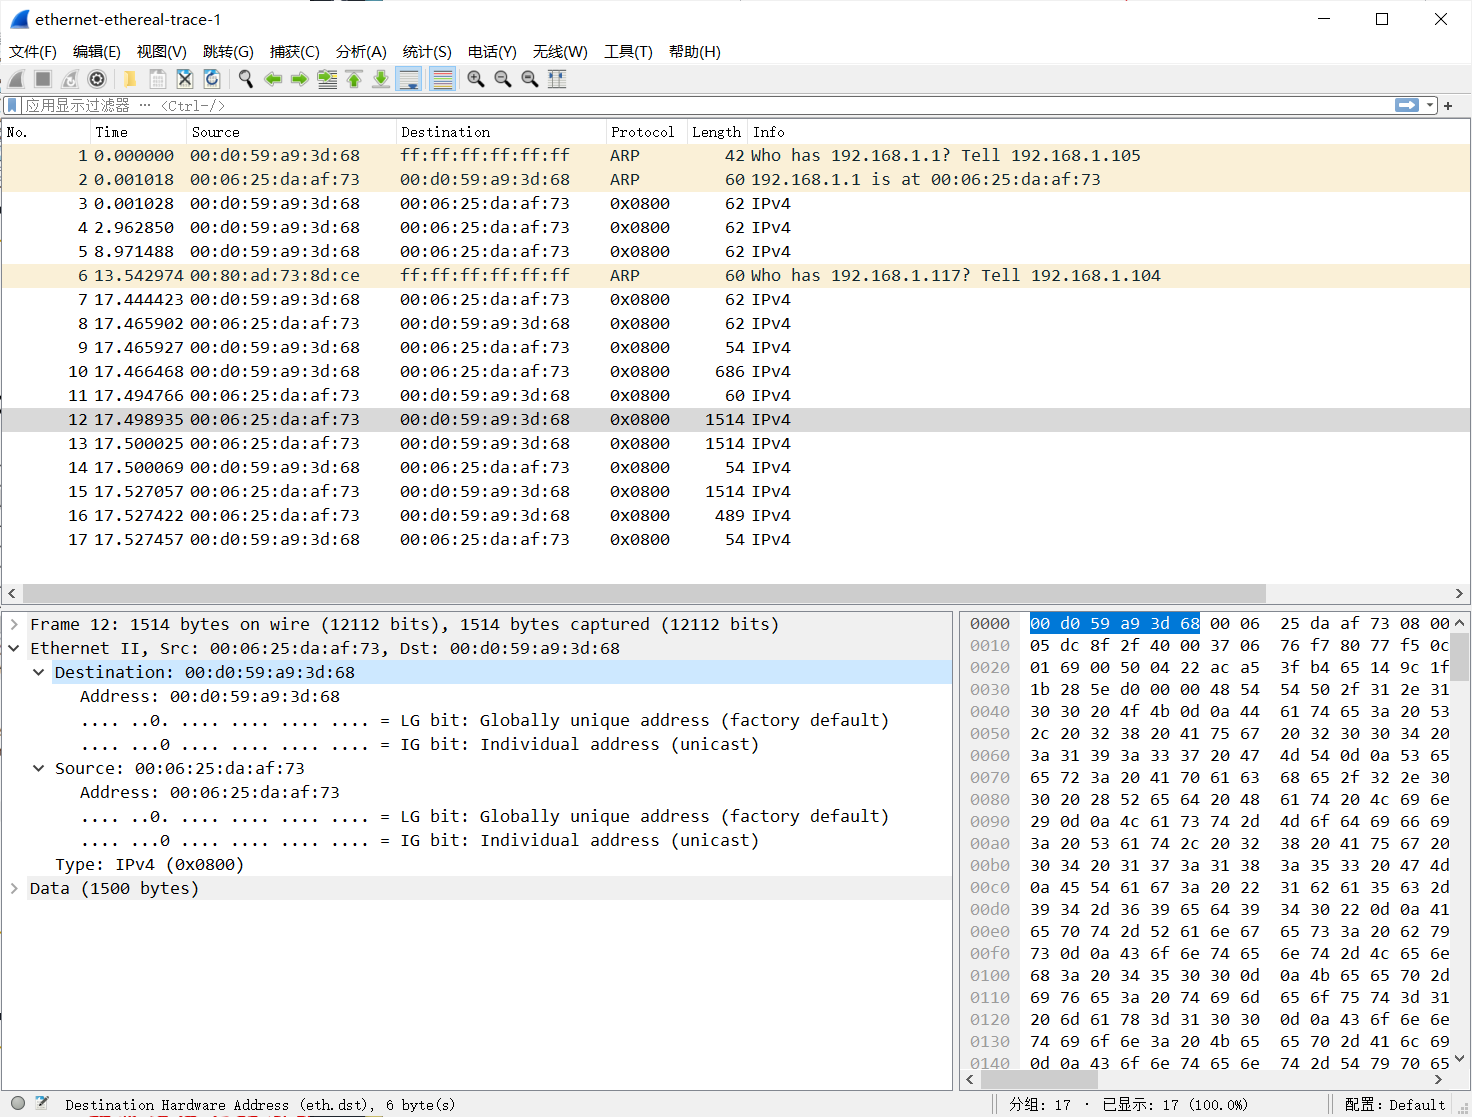 ethernet-ethereal-trace-1
文件(F) 编辑(E) 视图(V) 跳转(G) 捕获(C) 分析(A) 统计(S) 电话(Y) 无线(W) 工具(T) 帮助(H)
应用显示过滤器 … <Ctrl-/>
No. Time Source Destination Protocol Length Info
1 0.000000 00:d0:59:a9:3d:68 ff:ff:ff:ff:ff:ff ARP 42 Who has 192.168.1.1? Tell 192.168.1.105
2 0.001018 00:06:25:da:af:73 00:d0:59:a9:3d:68 ARP 60 192.168.1.1 is at 00:06:25:da:af:73
3 0.001028 00:d0:59:a9:3d:68 00:06:25:da:af:73 0x0800 62 IPv4
4 2.962850 00:d0:59:a9:3d:68 00:06:25:da:af:73 0x0800 62 IPv4
5 8.971488 00:d0:59:a9:3d:68 00:06:25:da:af:73 0x0800 62 IPv4
6 13.542974 00:80:ad:73:8d:ce ff:ff:ff:ff:ff:ff ARP 60 Who has 192.168.1.117? Tell 192.168.1.104
7 17.444423 00:d0:59:a9:3d:68 00:06:25:da:af:73 0x0800 62 IPv4
8 17.465902 00:06:25:da:af:73 00:d0:59:a9:3d:68 0x0800 62 IPv4
9 17.465927 00:d0:59:a9:3d:68 00:06:25:da:af:73 0x0800 54 IPv4
10 17.466468 00:d0:59:a9:3d:68 00:06:25:da:af:73 0x0800 686 IPv4
11 17.494766 00:06:25:da:af:73 00:d0:59:a9:3d:68 0x0800 60 IPv4
12 17.498935 00:06:25:da:af:73 00:d0:59:a9:3d:68 0x0800 1514 IPv4
13 17.500025 00:06:25:da:af:73 00:d0:59:a9:3d:68 0x0800 1514 IPv4
14 17.500069 00:d0:59:a9:3d:68 00:06:25:da:af:73 0x0800 54 IPv4
15 17.527057 00:06:25:da:af:73 00:d0:59:a9:3d:68 0x0800 1514 IPv4
16 17.527422 00:06:25:da:af:73 00:d0:59:a9:3d:68 0x0800 489 IPv4
17 17.527457 00:d0:59:a9:3d:68 00:06:25:da:af:73 0x0800 54 IPv4
Frame 12: 1514 bytes on wire (12112 bits), 1514 bytes captured (12112 bits)
Ethernet II, Src: 00:06:25:da:af:73, Dst: 00:d0:59:a9:3d:68
Destination: 00:d0:59:a9:3d:68
Address: 00:d0:59:a9:3d:68
.... ..0. .... .... .... .... = LG bit: Globally unique address (factory default)
.... ...0 .... .... .... .... = IG bit: Individual address (unicast)
Source: 00:06:25:da:af:73
Address: 00:06:25:da:af:73
.... ..0. .... .... .... .... = LG bit: Globally unique address (factory default)
.... ...0 .... .... .... .... = IG bit: Individual address (unicast)
Type: IPv4 (0x0800)
Data (1500 bytes)
0000 00 d0 59 a9 3d 68 00 06 25 da af 73 08 00
0010 05 dc 8f 2f 40 00 37 06 76 f7 80 77 f5 0c
0020 01 69 00 50 04 22 ac a5 3f b4 65 14 9c 1f
0030 1b 28 5e d0 00 00 48 54 54 50 2f 31 2e 31
0040 30 30 20 4f 4b 0d 0a 44 61 74 65 3a 20 53
0050 2c 20 32 38 20 41 75 67 20 32 30 30 34 20
0060 3a 31 39 3a 33 37 20 47 4d 54 0d 0a 53 65
0070 65 72 3a 20 41 70 61 63 68 65 2f 32 2e 30
0080 30 20 28 52 65 64 20 48 61 74 20 4c 69 6e
0090 29 0d 0a 4c 61 73 74 2d 4d 6f 64 69 66 69
00a0 3a 20 53 61 74 2c 20 32 38 20 41 75 67 20
00b0 30 34 20 31 37 3a 31 38 3a 35 33 20 47 4d
00c0 0a 45 54 61 67 3a 20 22 31 62 61 35 63 2d
00d0 39 34 2d 36 39 65 64 39 34 30 22 0d 0a 41
00e0 65 70 74 2d 52 61 6e 67 65 73 3a 20 62 79
00f0 73 0d 0a 43 6f 6e 74 65 6e 74 2d 4c 65 6e
0100 68 3a 20 34 35 30 30 0d 0a 4b 65 65 70 2d
0110 69 76 65 3a 20 74 69 6d 65 6f 75 74 3d 31
0120 20 6d 61 78 3d 31 30 30 0d 0a 43 6f 6e 6e
0130 74 69 6f 6e 3a 20 4b 65 65 70 2d 41 6c 69
0140 0d 0a 43 6f 6e 74 65 6e 74 2d 54 79 70 65
Destination Hardware Address (eth.dst), 6 byte(s) 分组: 17 · 已显示: 17 (100.0%) 配置: Default